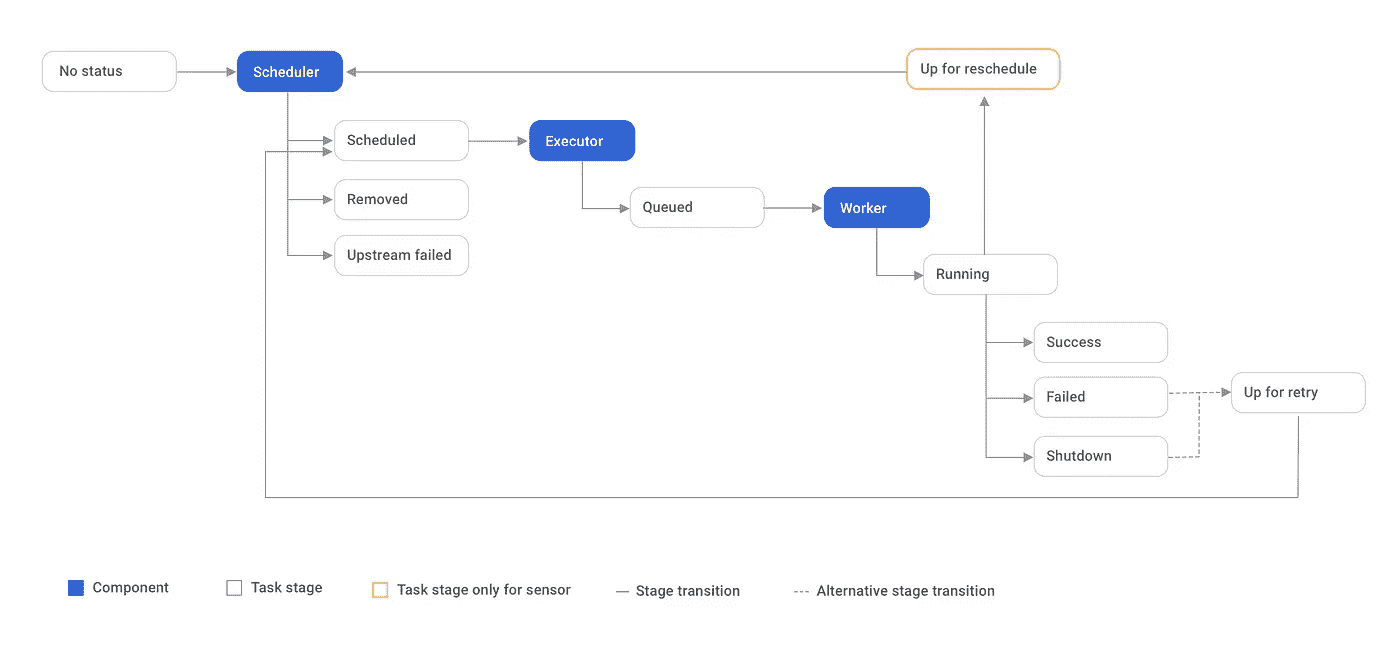 No status
Scheduler
Up for reschedule
Scheduled
Executor
Removed
Queued
Worker
Upstream failed
Running
Success
Failed
Up for retry
Shutdown
Component
Task stage
Task stage only for sensor
Stage transition
Alternative stage transition